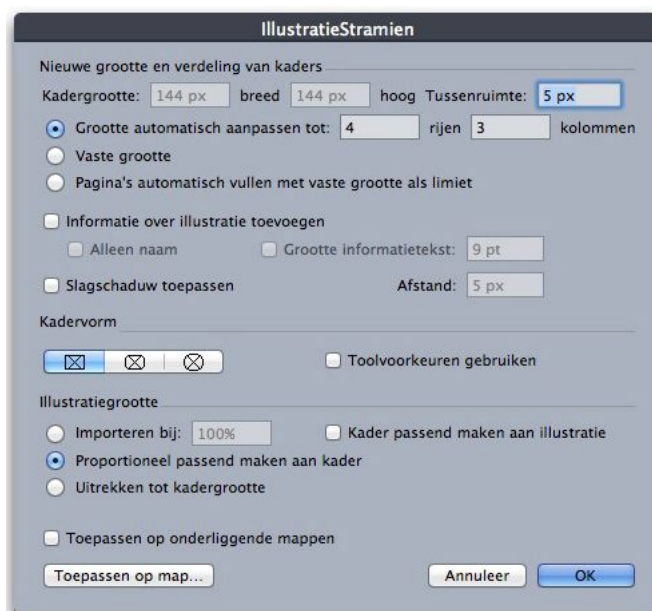 IllustratieStramien
Nieuwe grootte en verdeling van kaders
Kadergrootte: 144 px breed 144 px hoog Tussenruimte: 5 px
Grootte automatisch aanpassen tot: 4 rijen 3 kolommen
Vaste grootte
Pagina's automatisch vullen met vaste grootte als limiet
Informatie over illustratie toevoegen
Alleen naam Grootte informatietekst: 9 pt
Slagschaduw toepassen Afstand: 5 px
Kadervorm
Toolvoorkeuren gebruiken
Illustratiegrootte
Importeren bij: 100% Kader passend maken aan illustratie
Proportioneel passend maken aan kader
Uitrekken tot kadergrootte
Toepassen op onderliggende mappen
Toepassen op map... Annuleer OK